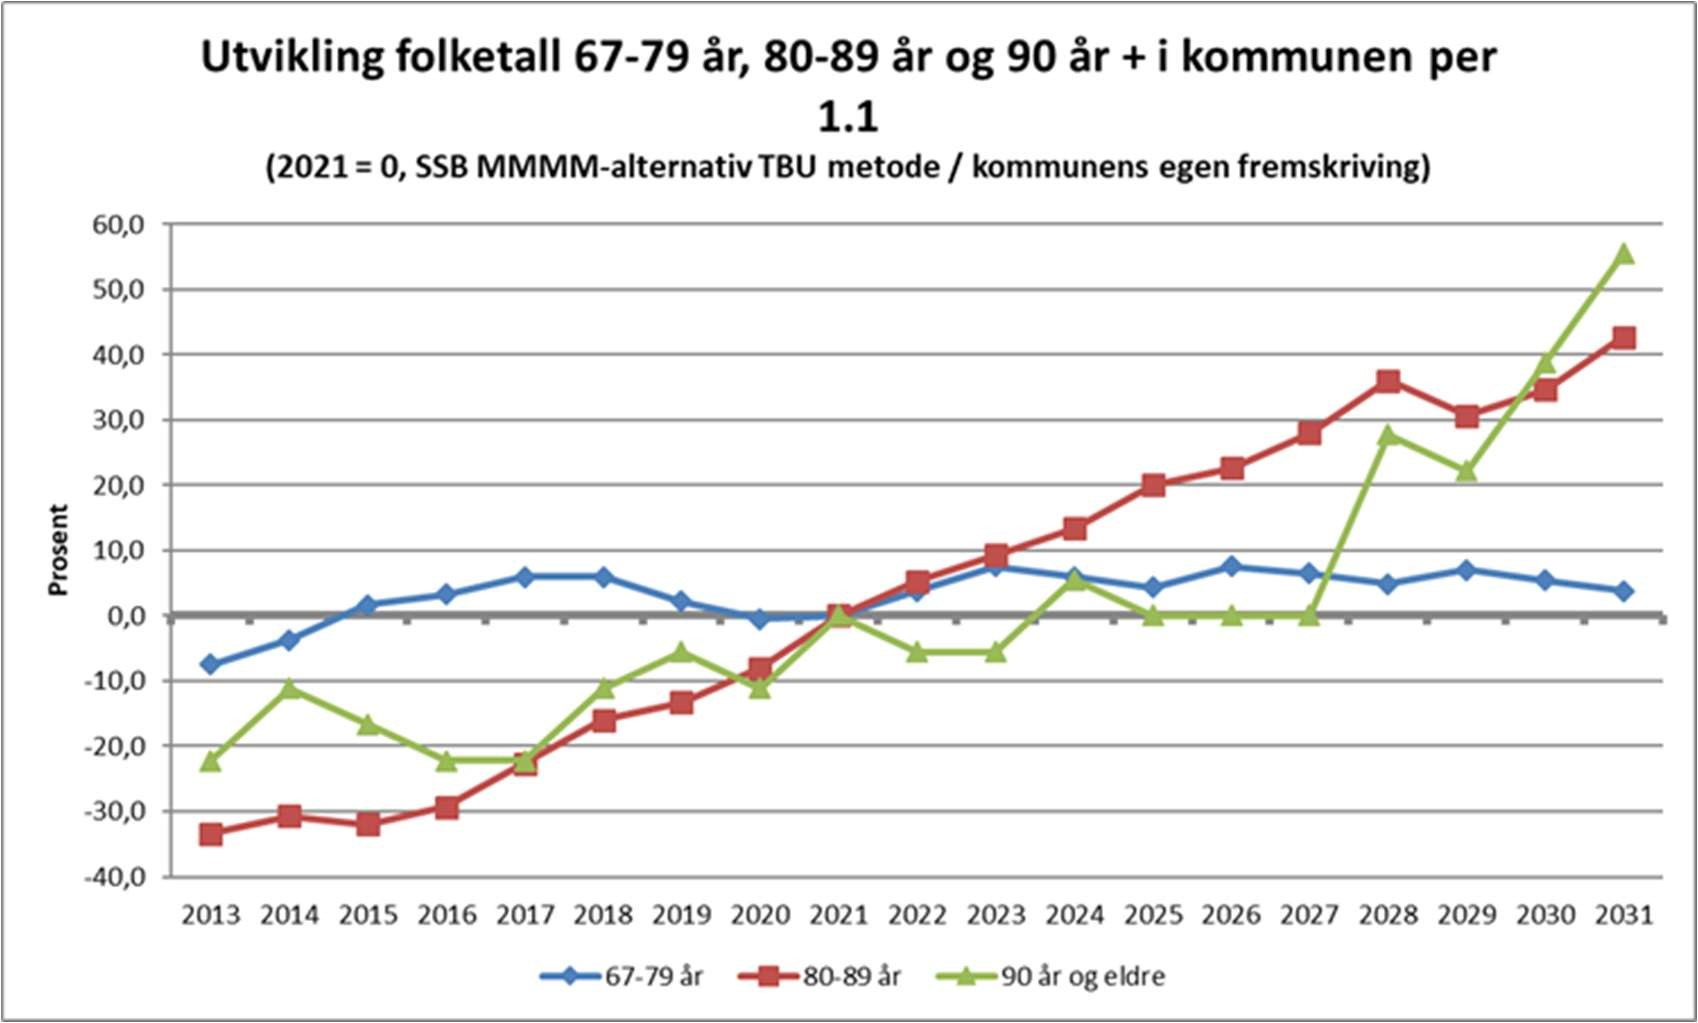 Utvikling folketall 67-79 år, 80-89 år og 90 år + i kommunen per
1.1
(2021 = 0, SSB MMMM-alternativ TBU metode / kommunens egen fremskriving)
60,0
50,0
40,0
30,0
20,0
10,0
0,0
-10,0
-20,0
-30,0
-40,0
Prosent
2013 2014 2015 2016 2017 2018 2019 2020 2021 2022 2023 2024 2025 2026 2027 2028 2029 2030 2031
67-79 år 80-89 år 90 år og eldre